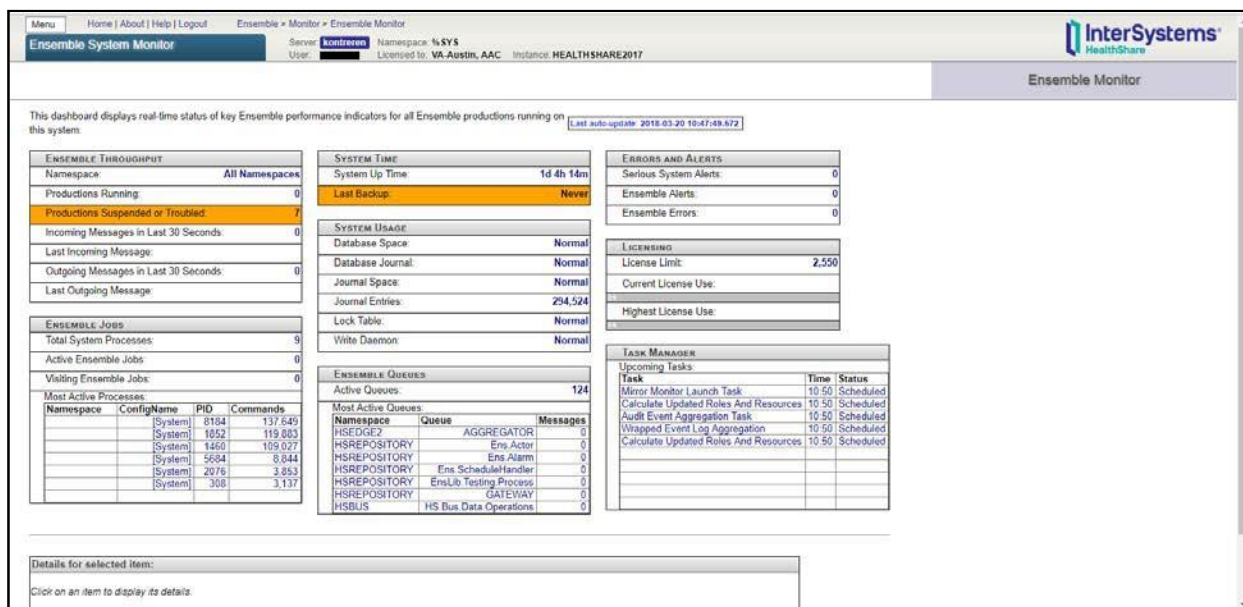 Menu Home | About | Help | Logout Ensemble > Monitor > Ensemble Monitor
Ensemble System Monitor
Server: kontreren Namespace: %SYS
User: Licensed to: VA-Austin, AAC Instance: HEALTHSHARE2017
InterSystems®
HealthShare
Ensemble Monitor
This dashboard displays real-time status of key Ensemble performance indicators for all Ensemble productions running on
this system.
Last auto-update: 2018-03-20 10:47:49.672
ENSEMBLE THROUGHPUT
Namespace: All Namespaces
Productions Running: 0
Productions Suspended or Troubled: 7
Incoming Messages in Last 30 Seconds: 0
Last Incoming Message:
Outgoing Messages in Last 30 Seconds: 0
Last Outgoing Message:
ENSEMBLE JOBS
Total System Processes: 9
Active Ensemble Jobs: 0
Visiting Ensemble Jobs: 0
Most Active Processes:
Namespace ConfigName PID Commands
[System] 8184 137,649
[System] 1852 119,883
[System] 1460 109,027
[System] 5684 8,844
[System] 2076 3,853
[System] 308 3,137
SYSTEM TIME
System Up Time: 1d 4h 14m
Last Backup: Never
SYSTEM USAGE
Database Space: Normal
Database Journal: Normal
Journal Space: Normal
Journal Entries: 294,524
Lock Table: Normal
Write Daemon: Normal
ENSEMBLE QUEUES
Active Queues: 124
Most Active Queues:
Namespace Queue Messages
HSEDGE2 AGGREGATOR 0
HSREPOSITORY Ens.Actor 0
HSREPOSITORY Ens.Alarm 0
HSREPOSITORY Ens.ScheduleHandler 0
HSREPOSITORY EnsLib.Testing.Process 0
HSREPOSITORY GATEWAY 0
HSBUS HS.Bus.Data.Operations 0
ERRORS AND ALERTS
Serious System Alerts: 0
Ensemble Alerts: 0
Ensemble Errors: 0
LICENSING
License Limit: 2,550
Current License Use:
Highest License Use:
TASK MANAGER
Upcoming Tasks:
Task Time Status
Mirror Monitor Launch Task 10:50 Scheduled
Calculate Updated Roles And Resources 10:50 Scheduled
Audit Event Aggregation Task 10:50 Scheduled
Wrapped Event Log Aggregation 10:50 Scheduled
Calculate Updated Roles And Resources 10:50 Scheduled
Details for selected item:
Click on an item to display its details.